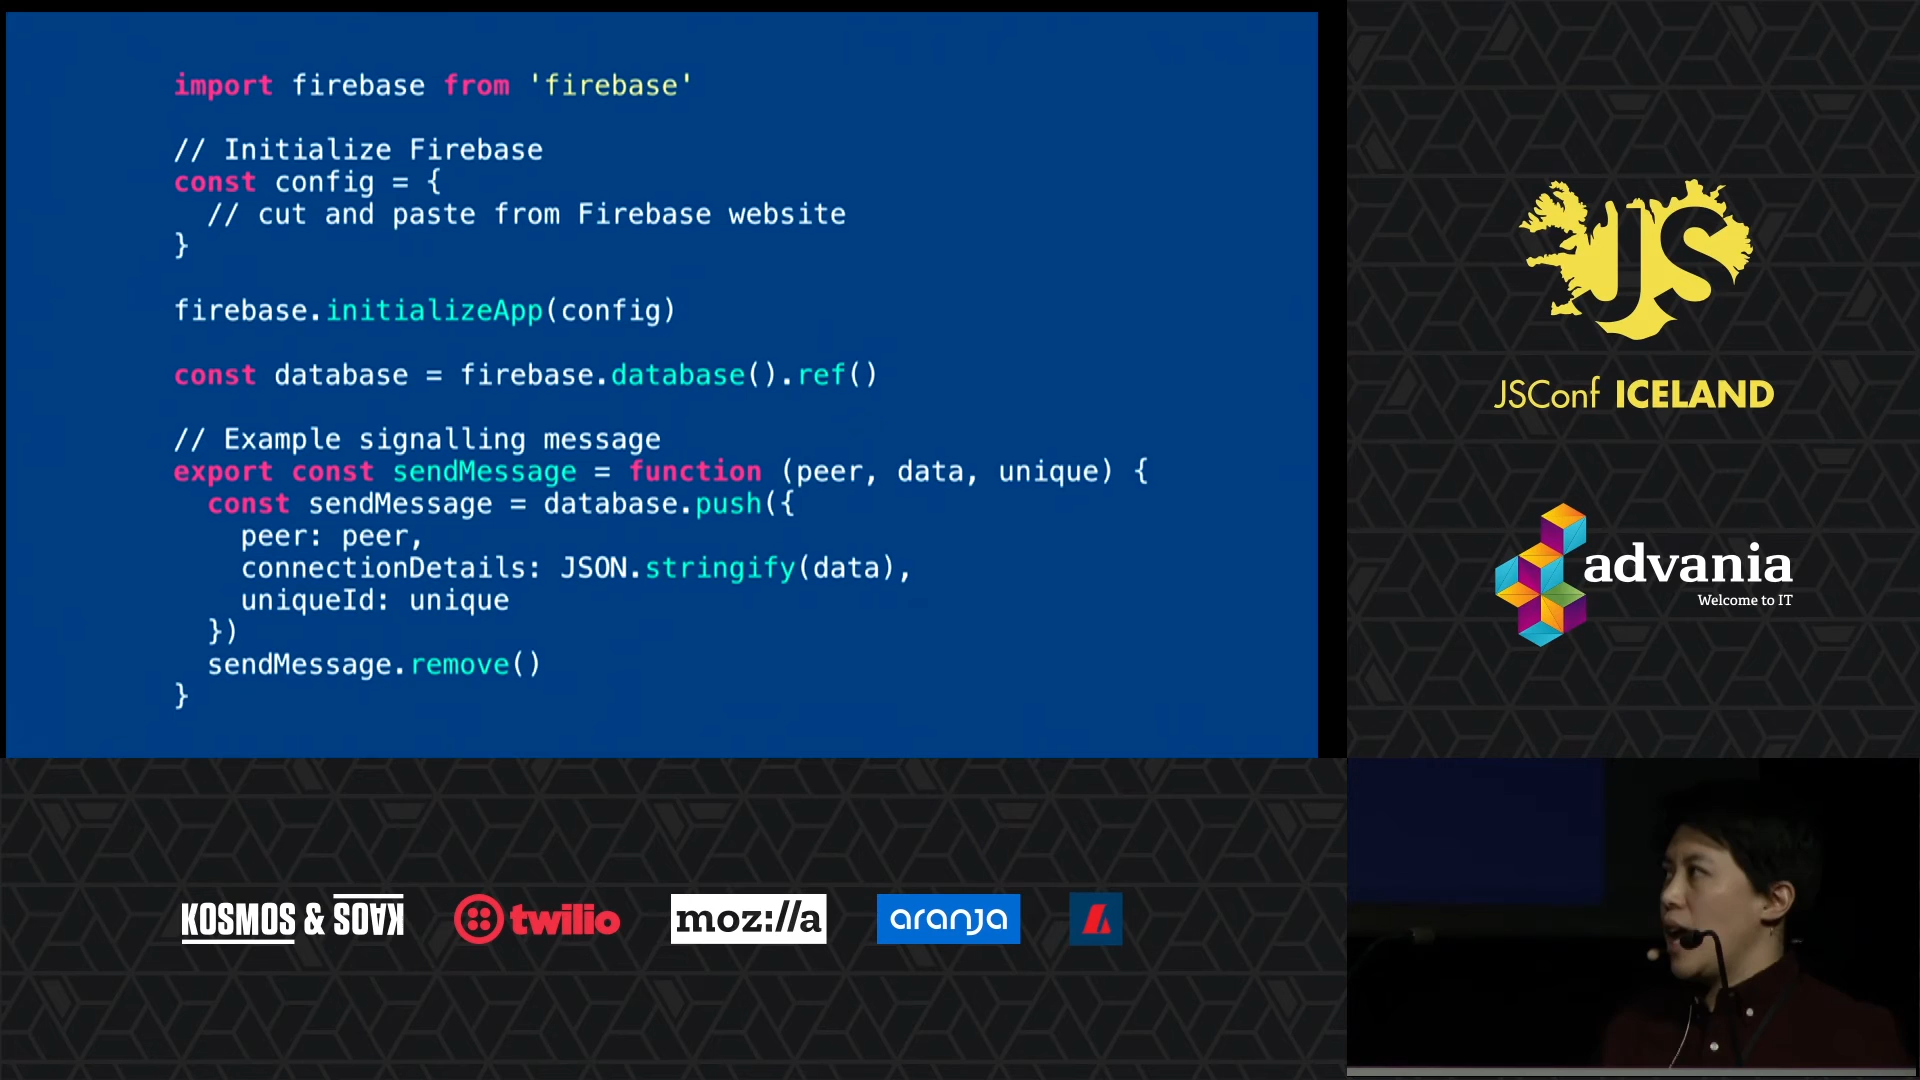 import firebase from 'firebase'
// Initialize Firebase
const config = {
  // cut and paste from Firebase website
}
firebase.initializeApp(config)
const database = firebase.database().ref()
// Example signalling message
export const sendMessage = function (peer, data, unique) {
  const sendMessage = database.push({
    peer: peer,
    connectionDetails: JSON.stringify(data),
    uniqueId: unique
  })
  sendMessage.remove()
}
JS
JSConf ICELAND
advania
Welcome to IT
KOSMOS & KAOS
twilio
moz://a
aranja